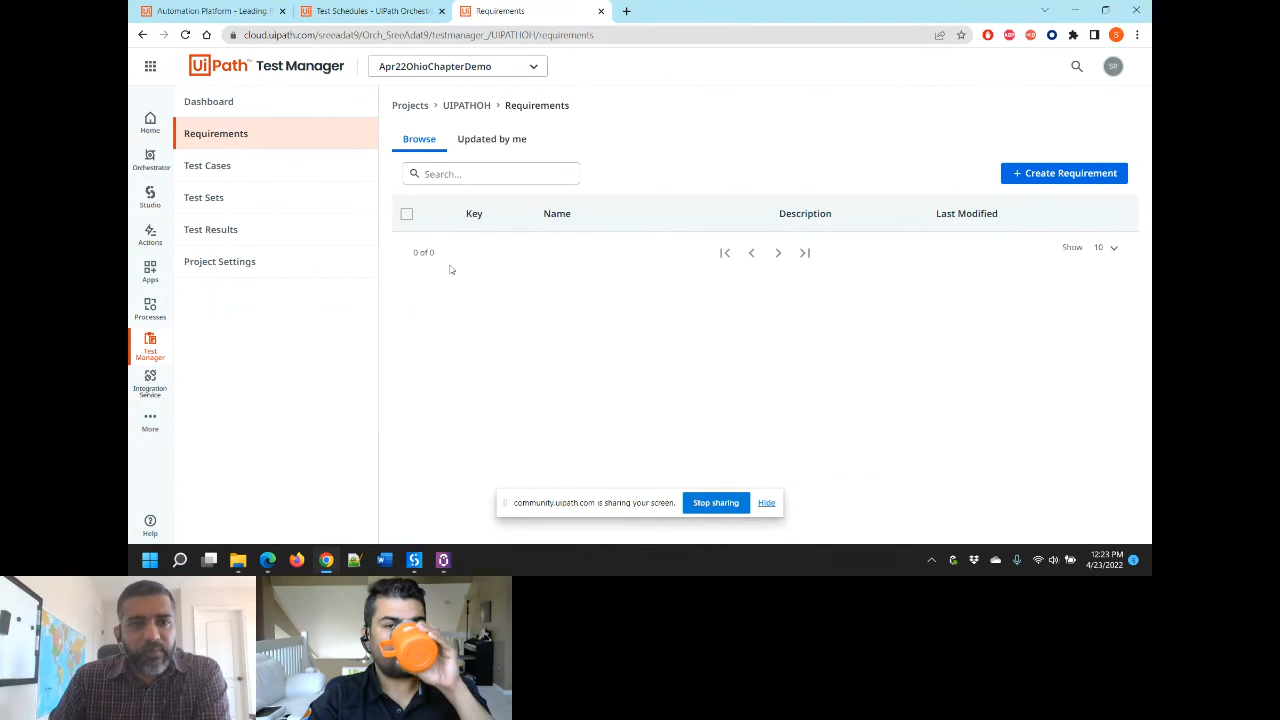 Automation Platform - Leading R
Test Schedules - UiPath Orchestr
Requirements
cloud.uipath.com/sreeadat9/Orch_SreeAdat9/testmanager_/UIPATHOH/requirements
UiPath Test Manager
Apr22OhioChapterDemo
SR
Home
Orchestrator
Studio
Actions
Apps
Processes
Test Manager
Integration Service
More
Help
Dashboard
Requirements
Test Cases
Test Sets
Test Results
Project Settings
Projects > UIPATHOH > Requirements
Browse
Updated by me
Search...
+ Create Requirement
Key
Name
Description
Last Modified
0 of 0
Show 10
community.uipath.com is sharing your screen.
Stop sharing
Hide
12:23 PM
4/23/2022